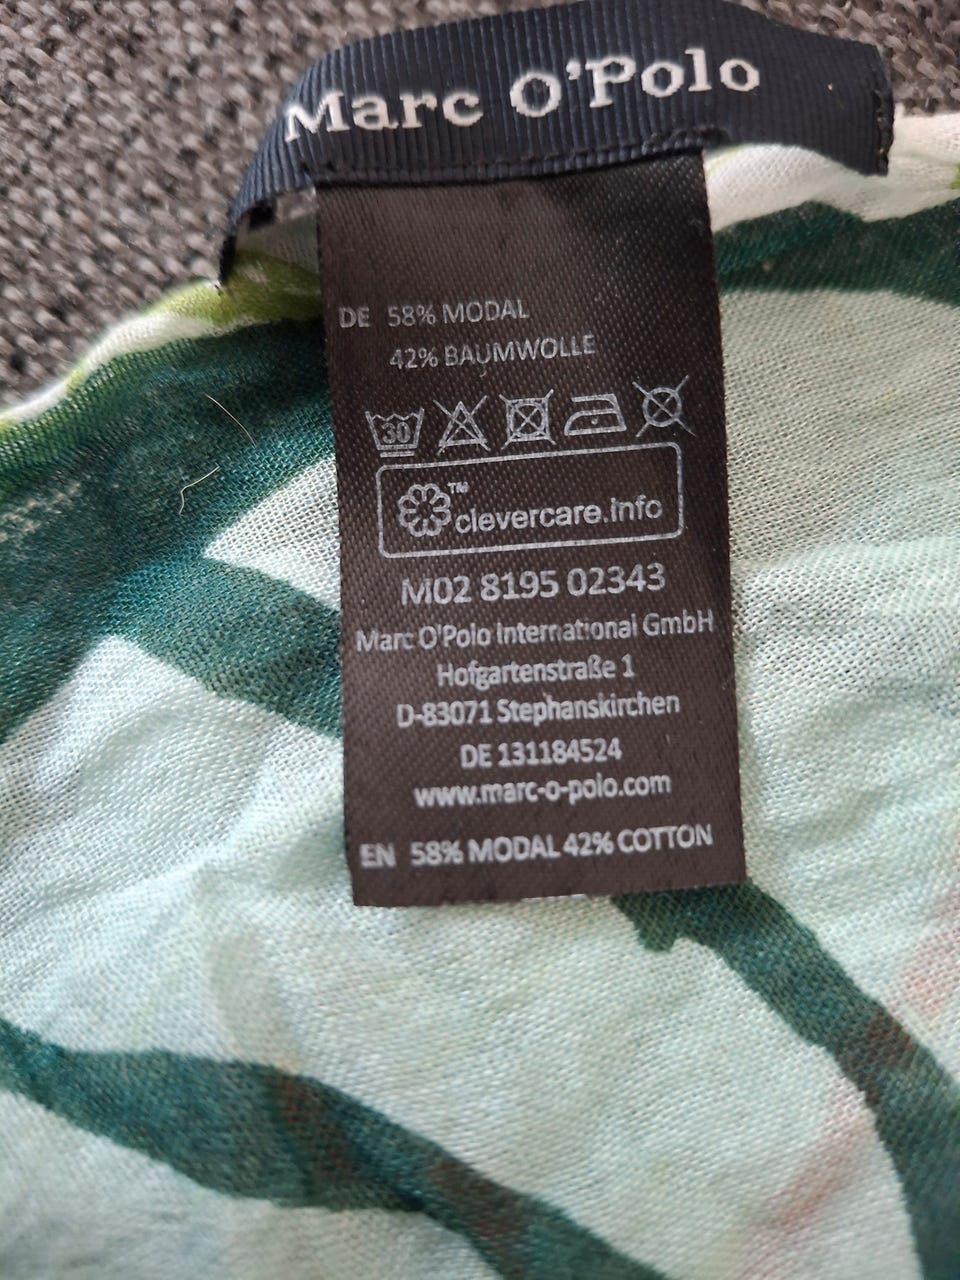 Marc O'Polo
DE 58% MODAL
42% BAUMWOLLE
30
™
clevercare.info
M02 8195 02343
Marc O'Polo International GmbH
Hofgartenstraße 1
D-83071 Stephanskirchen
DE 131184524
www.marc-o-polo.com
EN 58% MODAL 42% COTTON